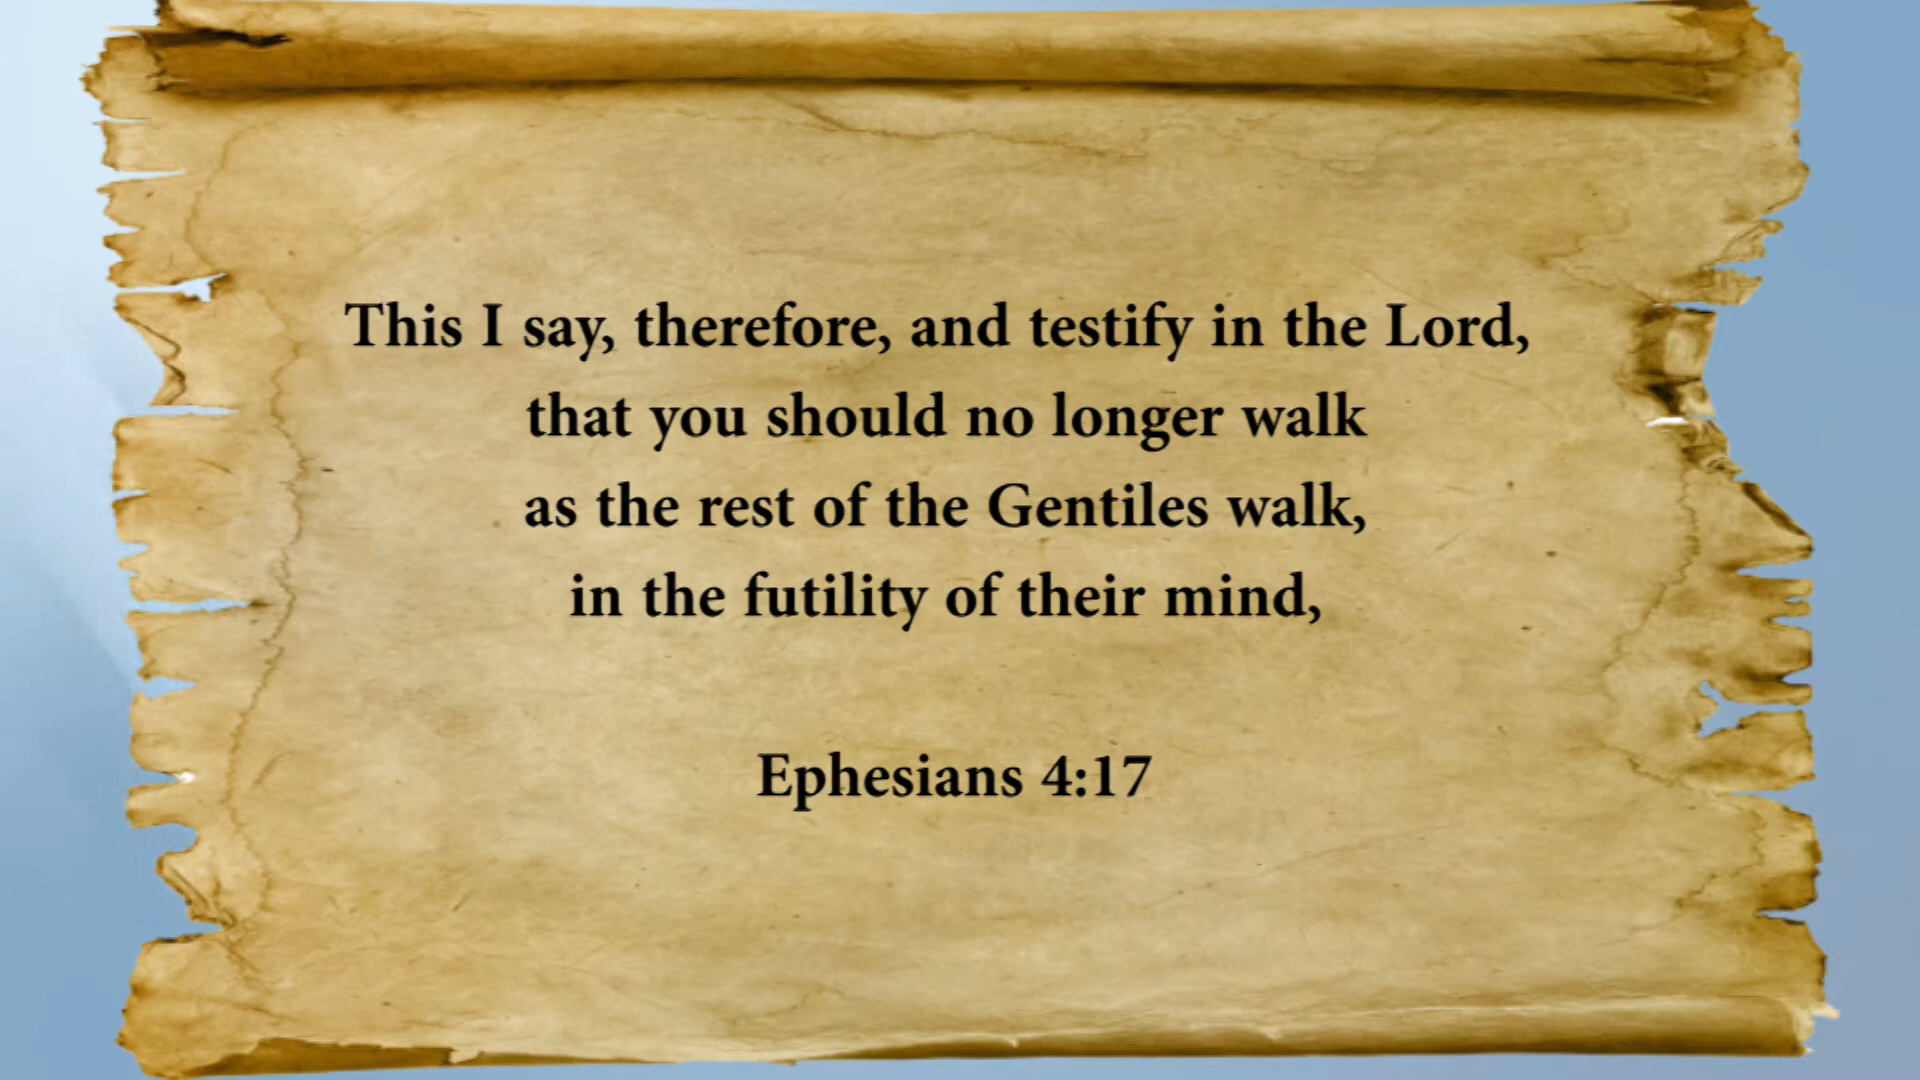 This I say, therefore, and testify in the Lord,
that you should no longer walk
as the rest of the Gentiles walk,
in the futility of their mind,
Ephesians 4:17